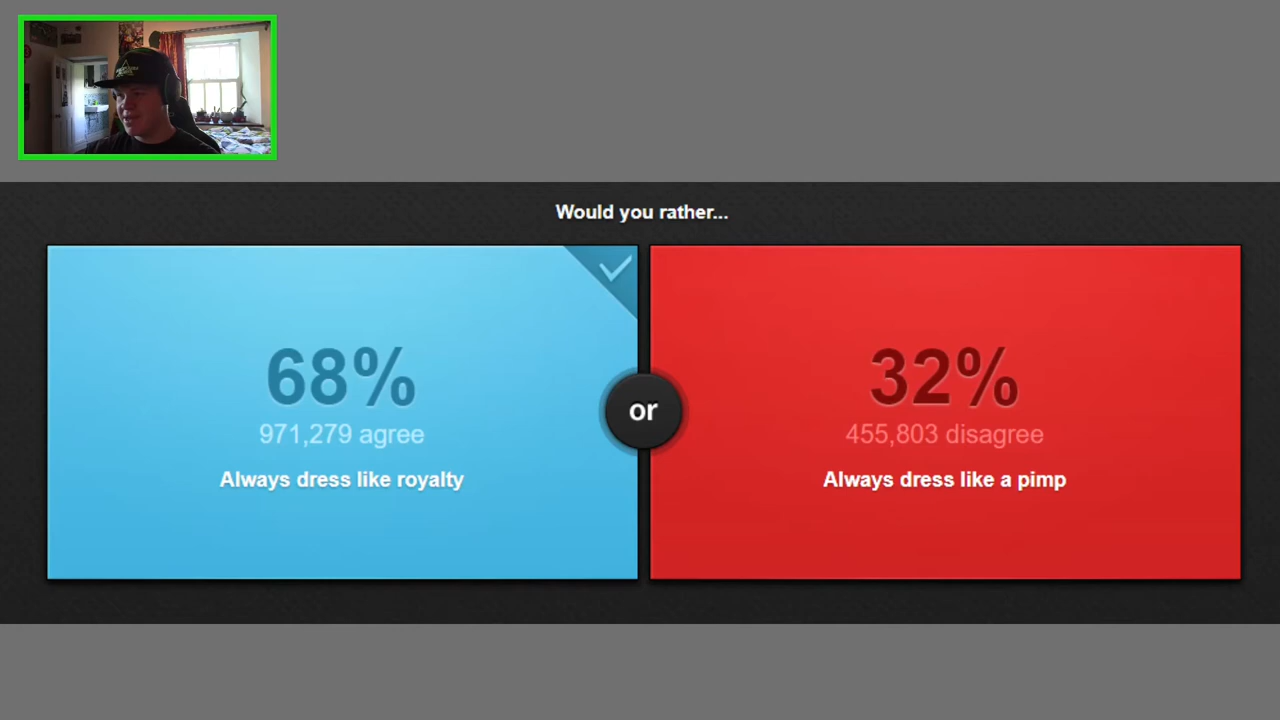 Would you rather...
68%
971,279 agree
Always dress like royalty
or
32%
455,803 disagree
Always dress like a pimp